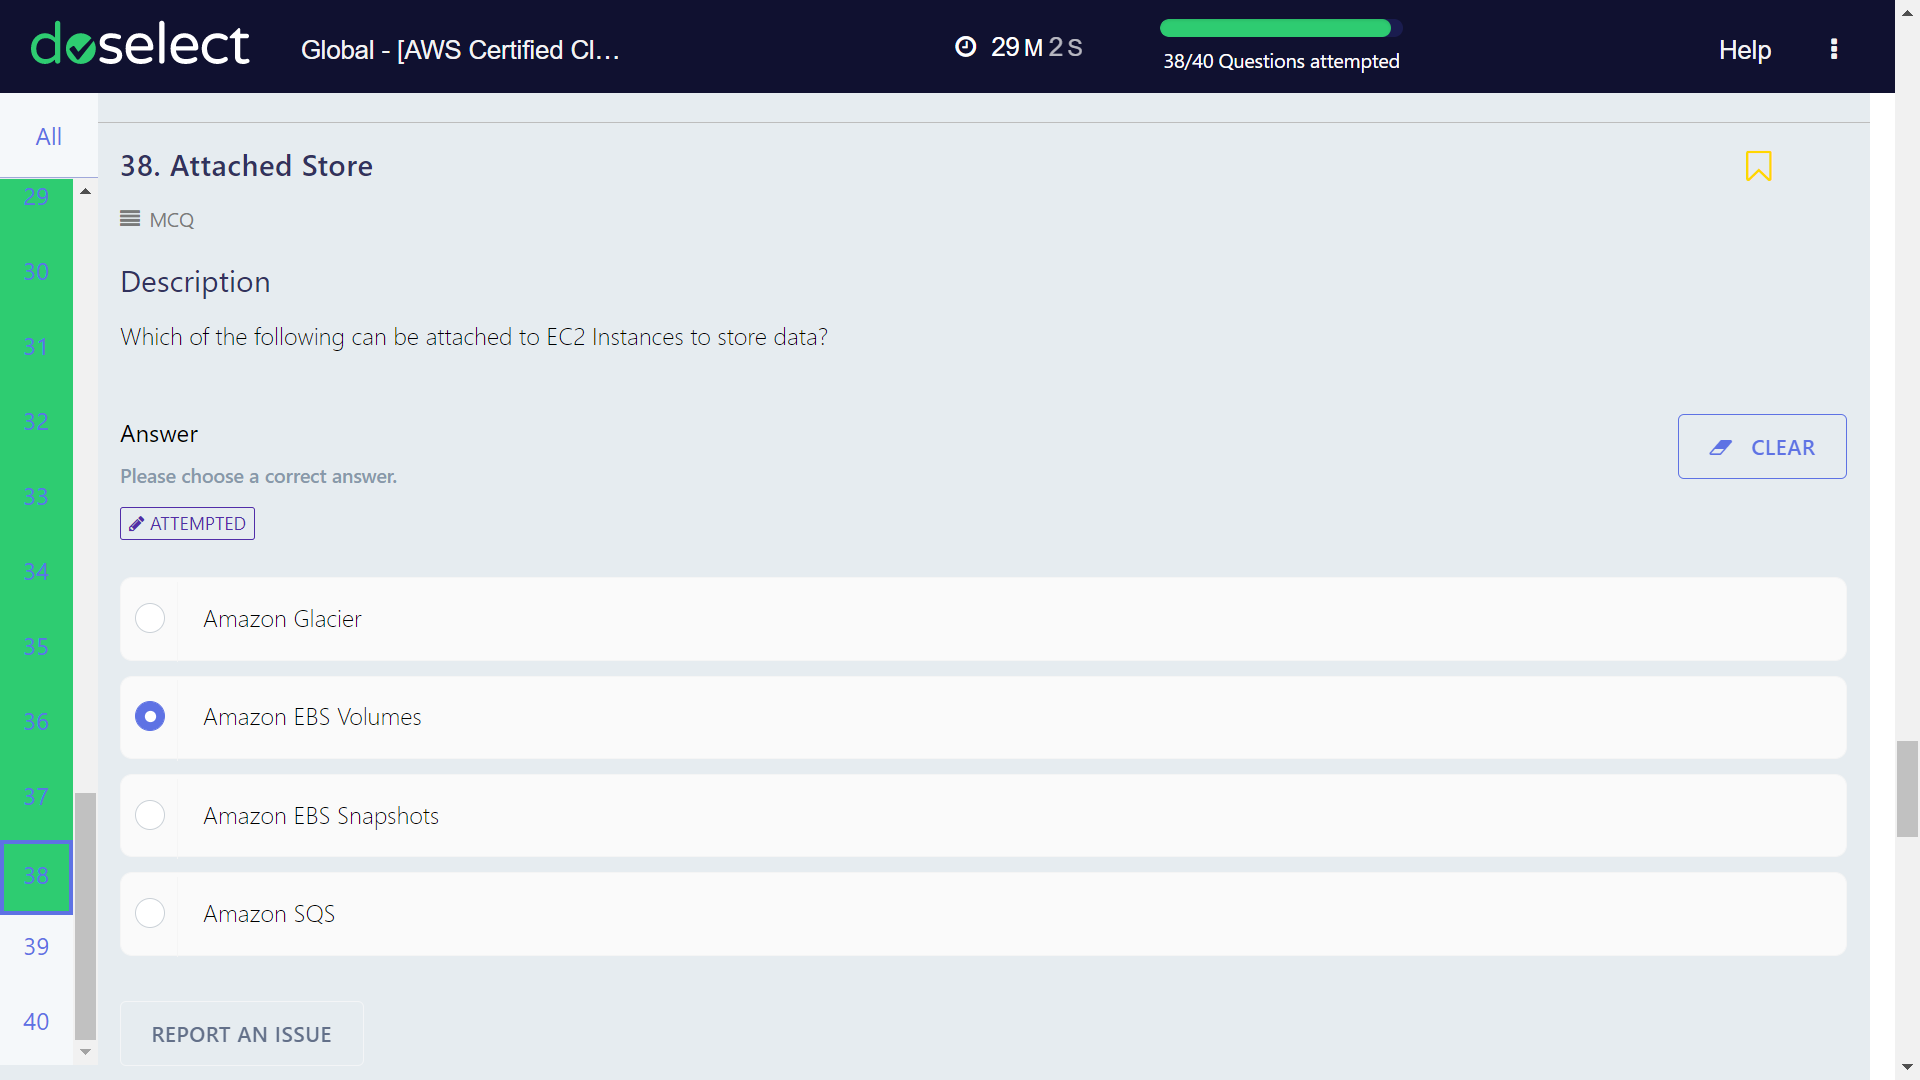 doselect
Global - [AWS Certified Cl...
29 M 2 S
38/40 Questions attempted
Help
All
29
30
31
32
33
34
35
36
37
38
39
40
38. Attached Store
MCQ
Description
Which of the following can be attached to EC2 Instances to store data?
Answer
CLEAR
Please choose a correct answer.
ATTEMPTED
Amazon Glacier
Amazon EBS Volumes
Amazon EBS Snapshots
Amazon SQS
REPORT AN ISSUE